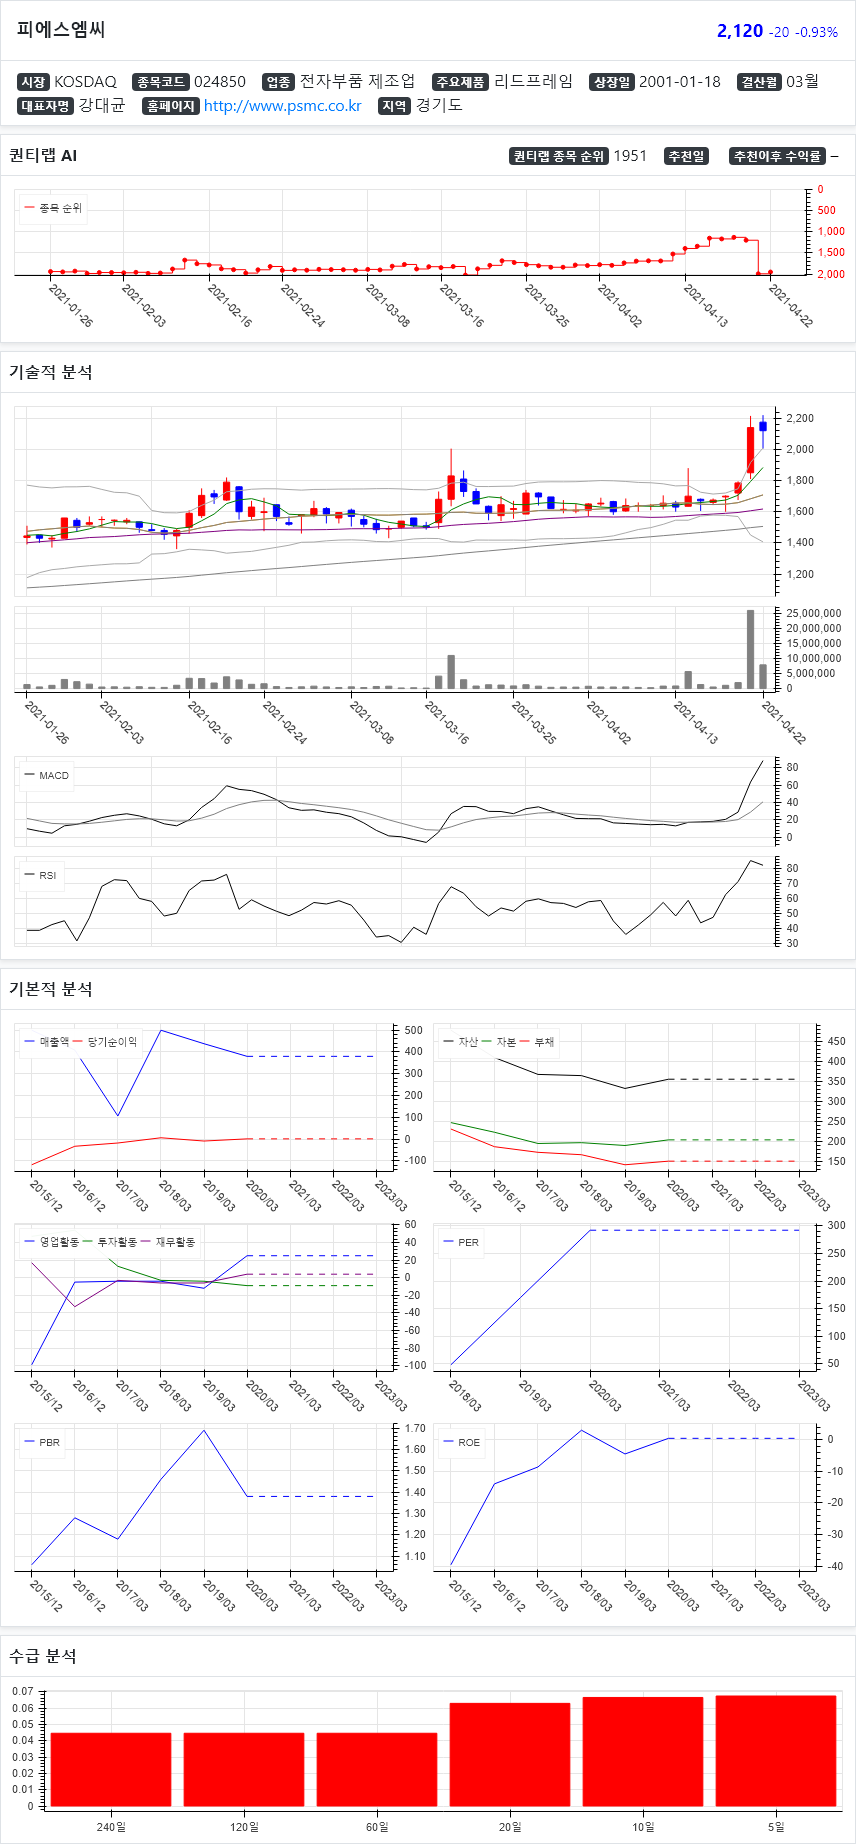 피에스엠씨
2,120 -20 -0.93%
시장 KOSDAQ 종목코드 024850 업종 전자부품 제조업 주요제품 리드프레임 상장일 2001-01-18 결산월 03월
대표자명 강대균 홈페이지 http://www.psmc.co.kr 지역 경기도
퀀티랩 AI
퀀티랩 종목 순위 1951 추천일 추천이후 수익률 –
종목 순위
0
500
1,000
1,500
2,000
2021-01-26 2021-02-03 2021-02-16 2021-02-24 2021-03-08 2021-03-16 2021-03-25 2021-04-02 2021-04-13 2021-04-22
기술적 분석
2,200
2,000
1,800
1,600
1,400
1,200
25,000,000
20,000,000
15,000,000
10,000,000
5,000,000
0
2021-01-26 2021-02-03 2021-02-16 2021-02-24 2021-03-08 2021-03-16 2021-03-25 2021-04-02 2021-04-13 2021-04-22
MACD
80
60
40
20
0
RSI
80
70
60
50
40
30
기본적 분석
매출액 당기순이익
500
400
300
200
100
0
-100
2015/12 2016/12 2017/03 2018/03 2019/03 2020/03 2021/03 2022/03 2023/03
자산 자본 부채
450
400
350
300
250
200
150
2015/12 2016/12 2017/03 2018/03 2019/03 2020/03 2021/03 2022/03 2023/03
영업활동 투자활동 재무활동
60
40
20
0
-20
-40
-60
-80
-100
2015/12 2016/12 2017/03 2018/03 2019/03 2020/03 2021/03 2022/03 2023/03
PER
300
250
200
150
100
50
2018/03 2019/03 2020/03 2021/03 2022/03 2023/03
PBR
1.70
1.60
1.50
1.40
1.30
1.20
1.10
2015/12 2016/12 2017/03 2018/03 2019/03 2020/03 2021/03 2022/03 2023/03
ROE
0
-10
-20
-30
-40
2015/12 2016/12 2017/03 2018/03 2019/03 2020/03 2021/03 2022/03 2023/03
수급 분석
0.07
0.06
0.05
0.04
0.03
0.02
0.01
0
240일 120일 60일 20일 10일 5일